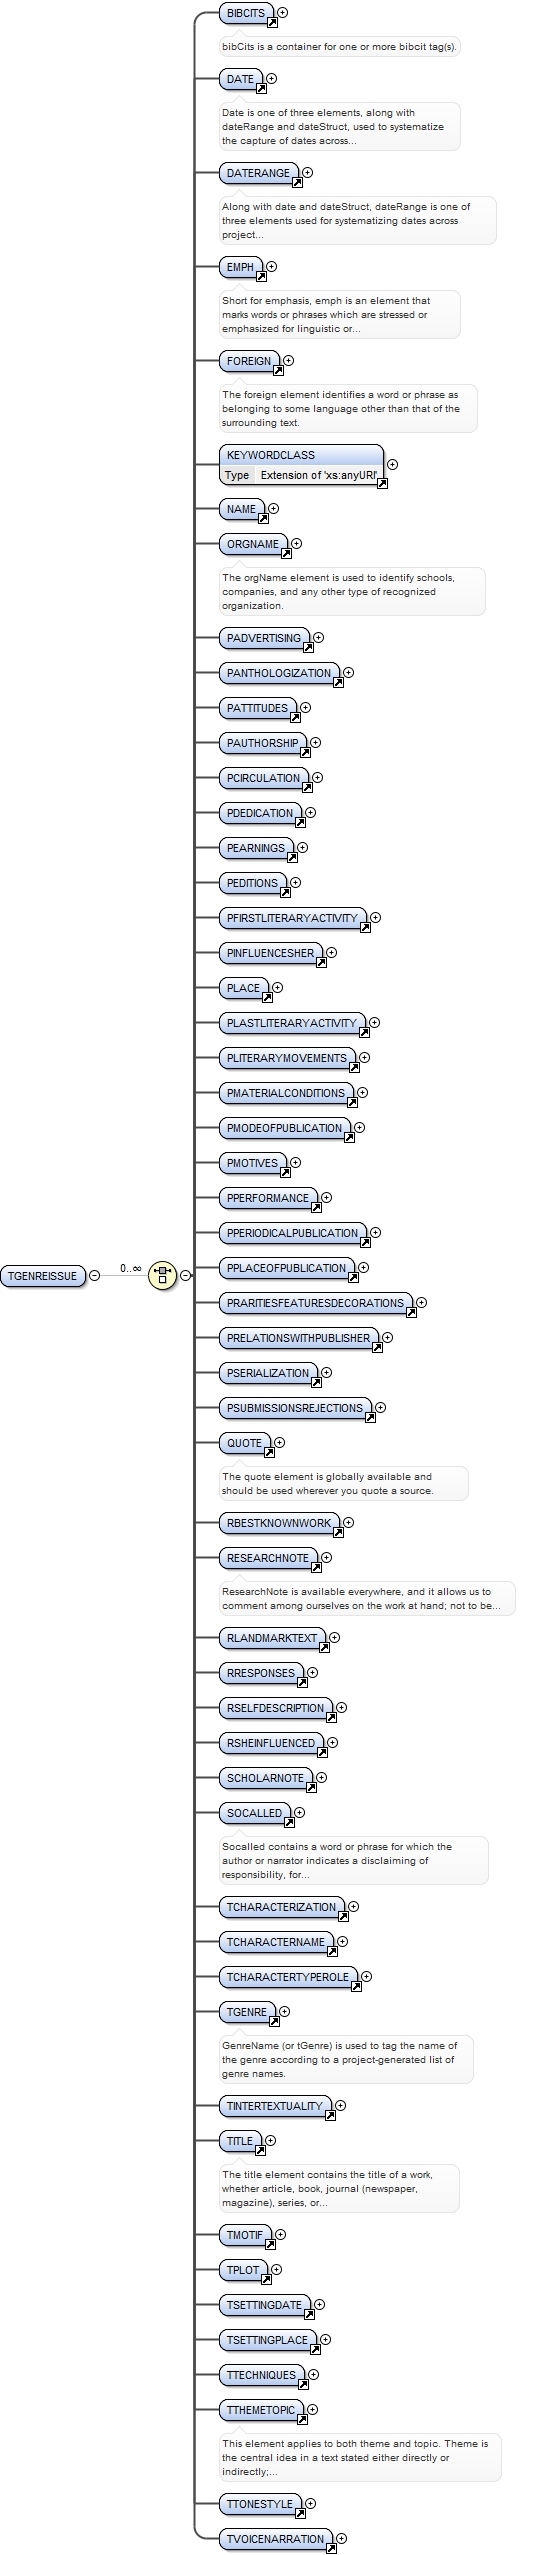 BIBCITS
bibCits is a container for one or more bibcit tag(s).
DATE
Date is one of three elements, along with
dateRange and dateStruct, used to systematize
the capture of dates across...
DATERANGE
Along with date and dateStruct, dateRange is one of
three elements used for systematizing dates across
project...
EMPH
Short for emphasis, emph is an element that
marks words or phrases which are stressed or
emphasized for linguistic or...
FOREIGN
The foreign element identifies a word or phrase as
belonging to some language other than that of the
surrounding text.
KEYWORDCLASS
Type Extension of 'xs:anyURI'
NAME
ORGNAME
The orgName element is used to identify schools,
companies, and any other type of recognized
organization.
PADVERTISING
PANTHOLOGIZATION
PATTITUDES
PAUTHORSHIP
PCIRCULATION
PDEDICATION
PEARNINGS
PEDITIONS
PFIRSTLITERARYACTIVITY
PINFLUENCESHER
PLACE
PLASTLITERARYACTIVITY
PLITERARYMOVEMENTS
PMATERIALCONDITIONS
PMODEOFPUBLICATION
PMOTIVES
PPERFORMANCE
PPERIODICALPUBLICATION
PPLACEOFPUBLICATION
TGENREISSUE 0..∞
PRARITIESFEATURESDECORATIONS
PRELATIONSWITHPUBLISHER
PSERIALIZATION
PSUBMISSIONSREJECTIONS
QUOTE
The quote element is globally available and
should be used wherever you quote a source.
RBESTKNOWNWORK
RESEARCHNOTE
ResearchNote is available everywhere, and it allows us to
comment among ourselves on the work at hand; not to be...
RLANDMARKTEXT
RRESPONSES
RSELFDESCRIPTION
RSHEINFLUENCED
SCHOLARNOTE
SOCALLED
Socalled contains a word or phrase for which the
author or narrator indicates a disclaiming of
responsibility, for...
TCHARACTERIZATION
TCHARACTERNAME
TCHARACTERTYPEROLE
TGENRE
GenreName (or tGenre) is used to tag the name of
the genre according to a project-generated list of
genre names.
TINTERTEXTUALITY
TITLE
The title element contains the title of a work,
whether article, book, journal (newspaper,
magazine), series, or...
TMOTIF
TPLOT
TSETTINGDATE
TSETTINGPLACE
TTECHNIQUES
TTHEMETOPIC
This element applies to both theme and topic. Theme is
the central idea in a text stated either directly or
indirectly;...
TTONESTYLE
TVOICENARRATION